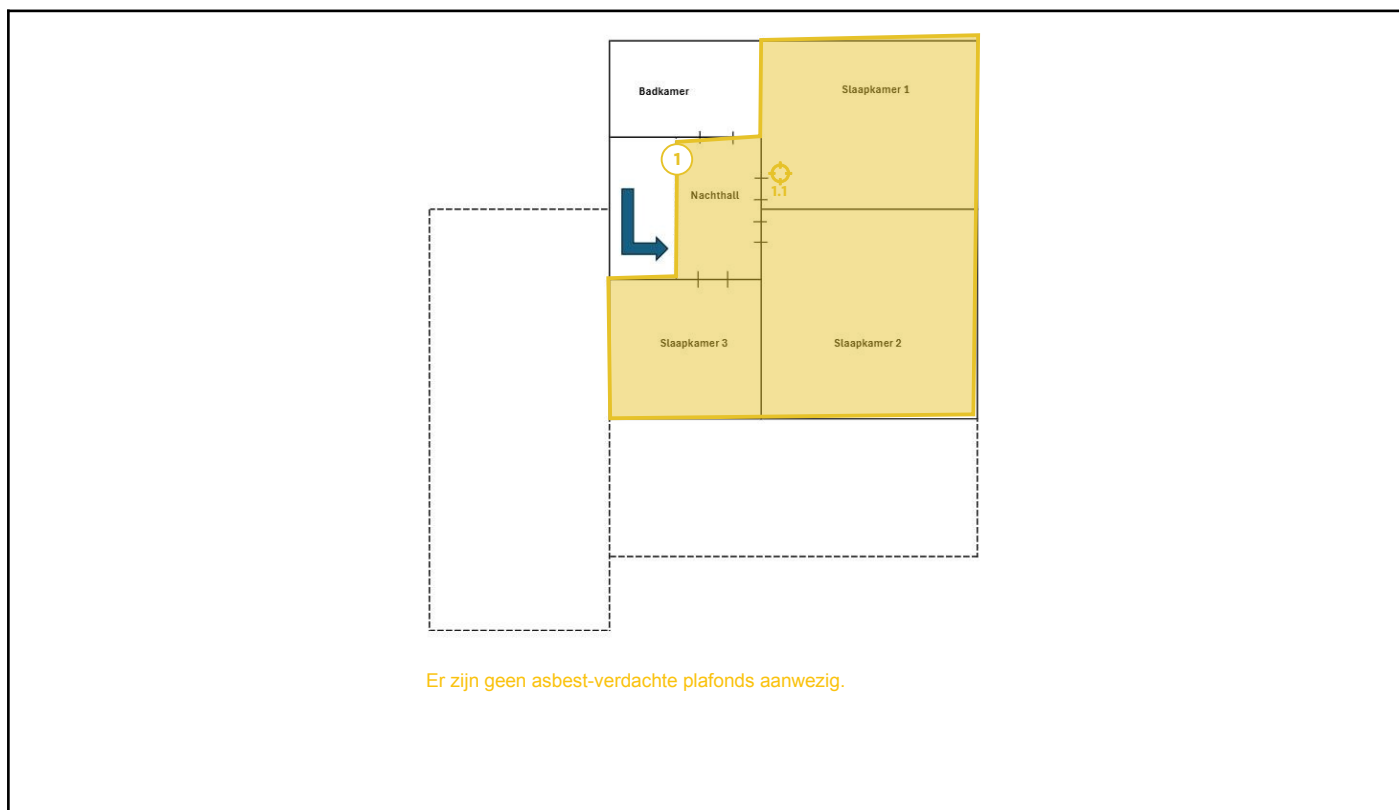 Badkamer
Slaapkamer 1
1
1.1
Nachthall
Slaapkamer 3
Slaapkamer 2
Er zijn geen asbest-verdachte plafonds aanwezig.